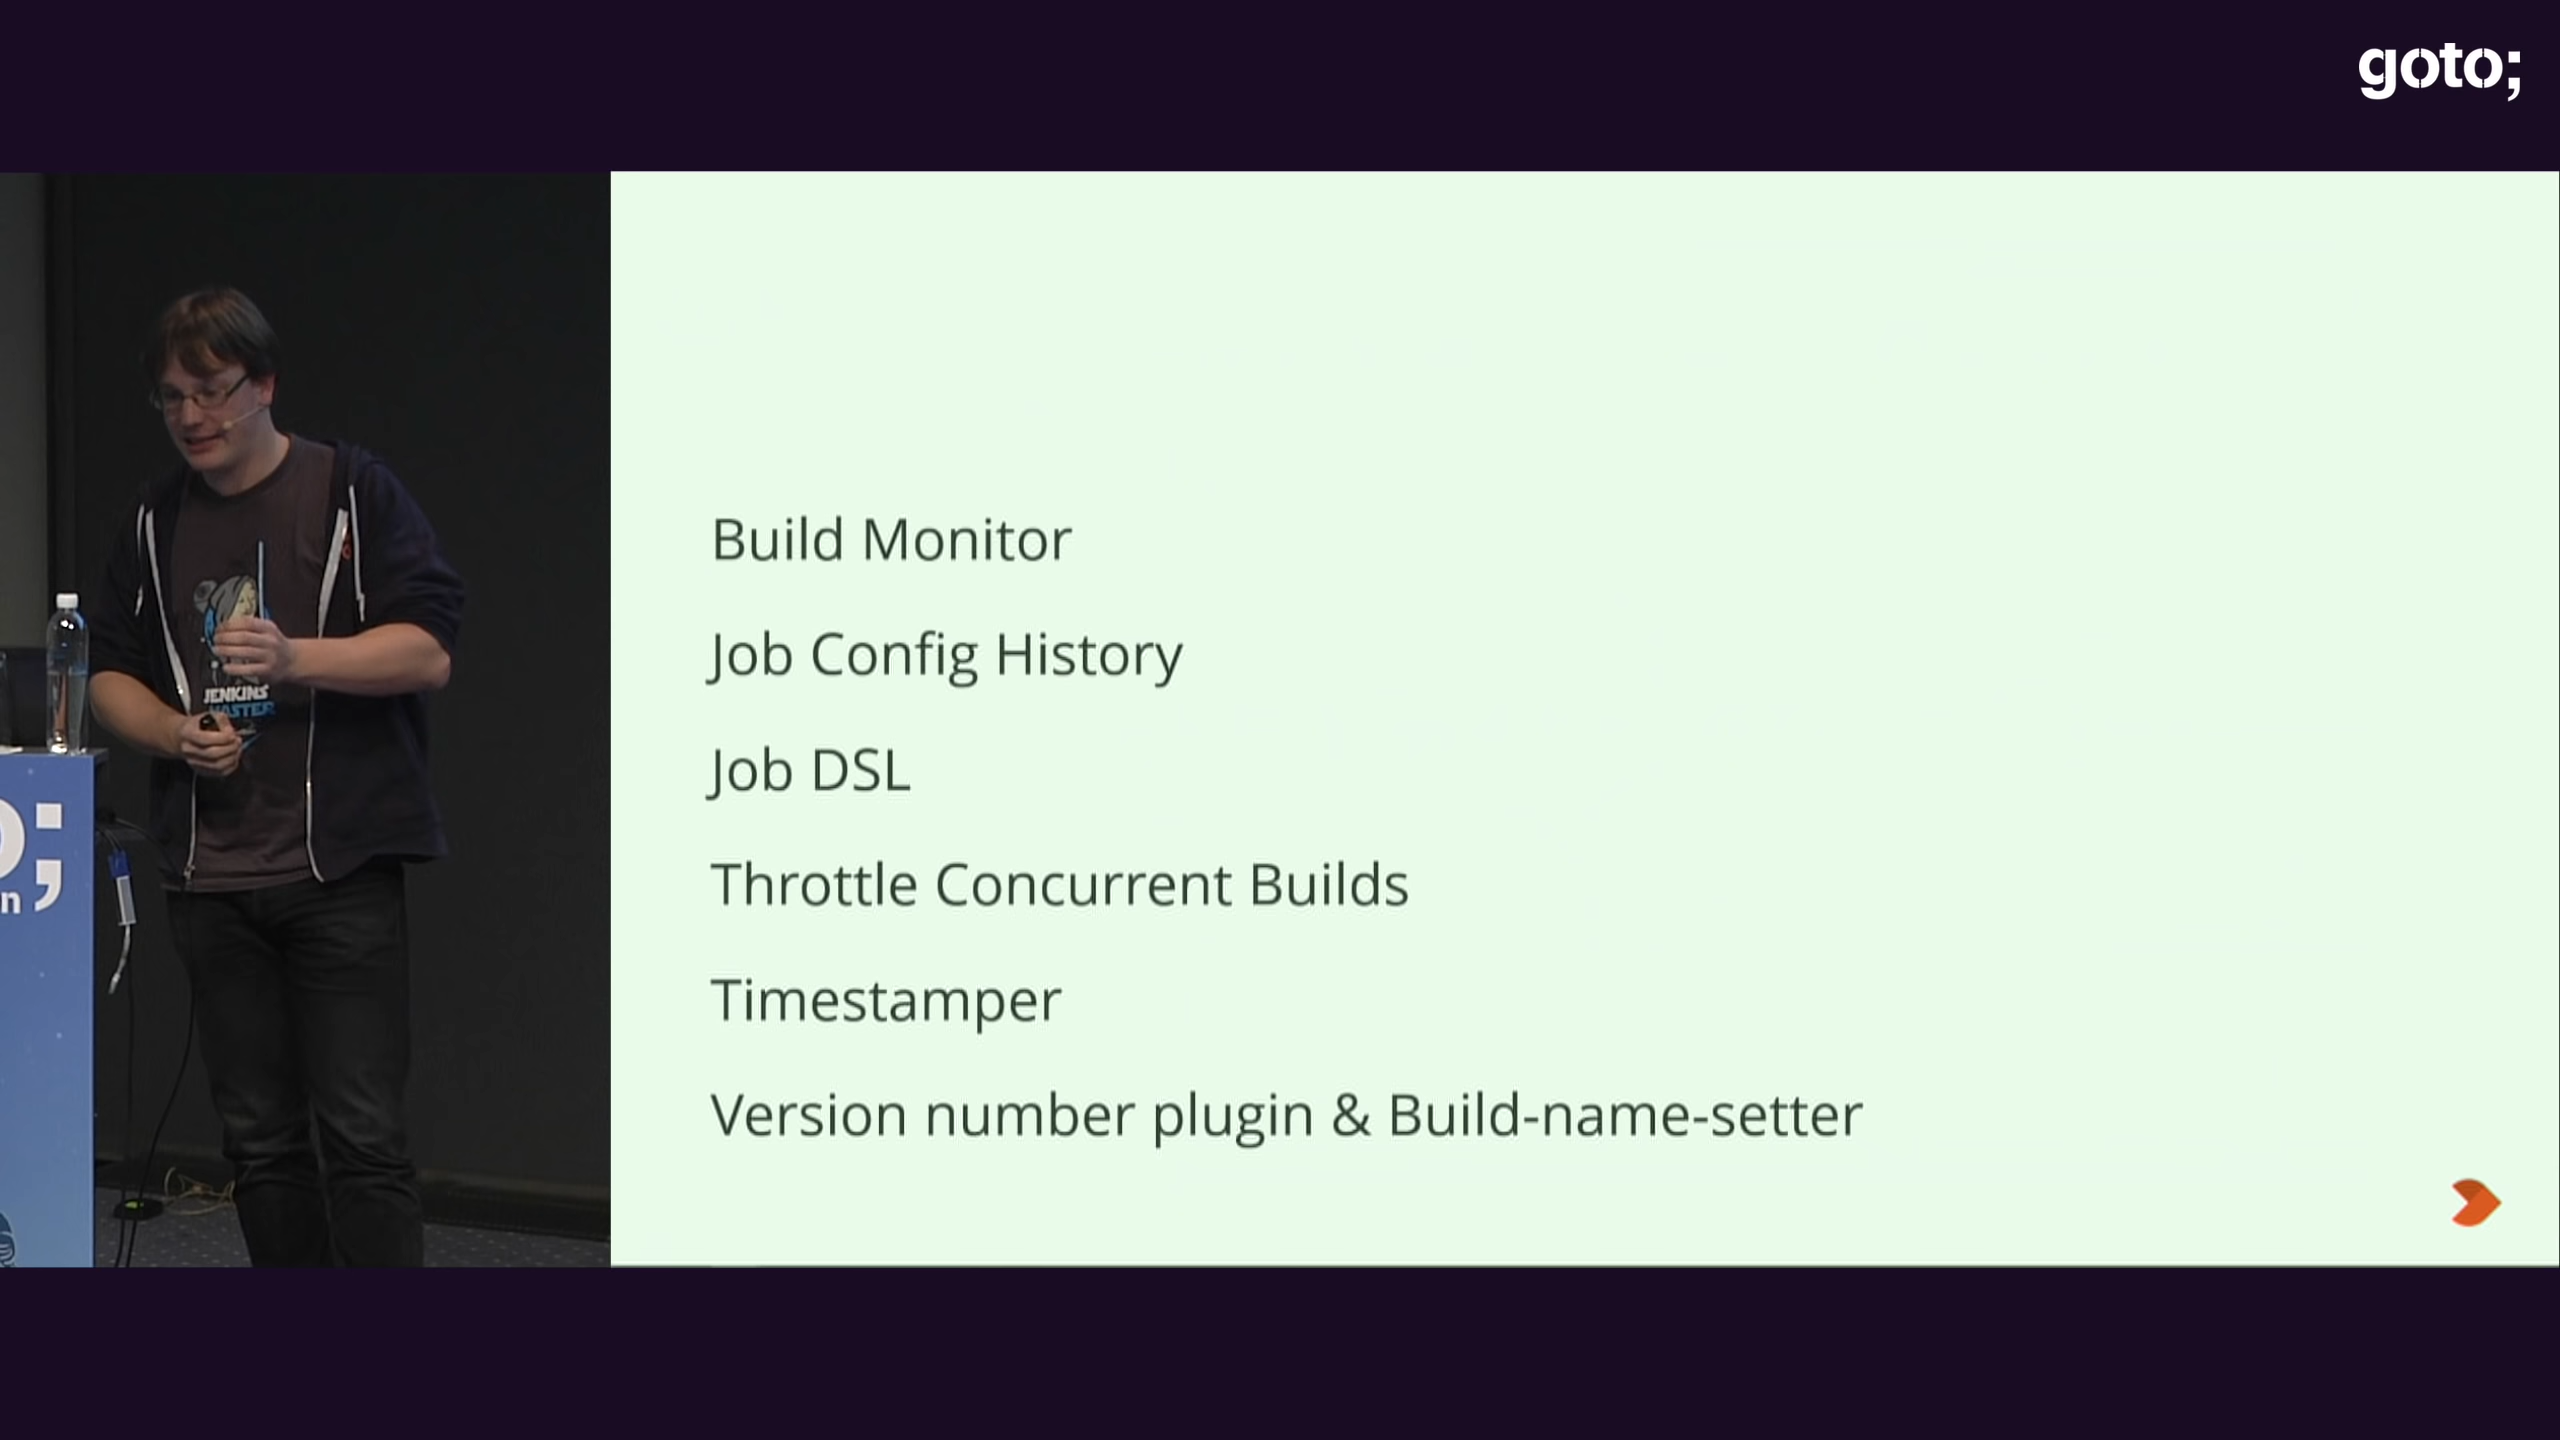 goto;
Build Monitor
Job Config History
Job DSL
Throttle Concurrent Builds
Timestamper
Version number plugin & Build-name-setter
JENKINS
MASTER
o;
n